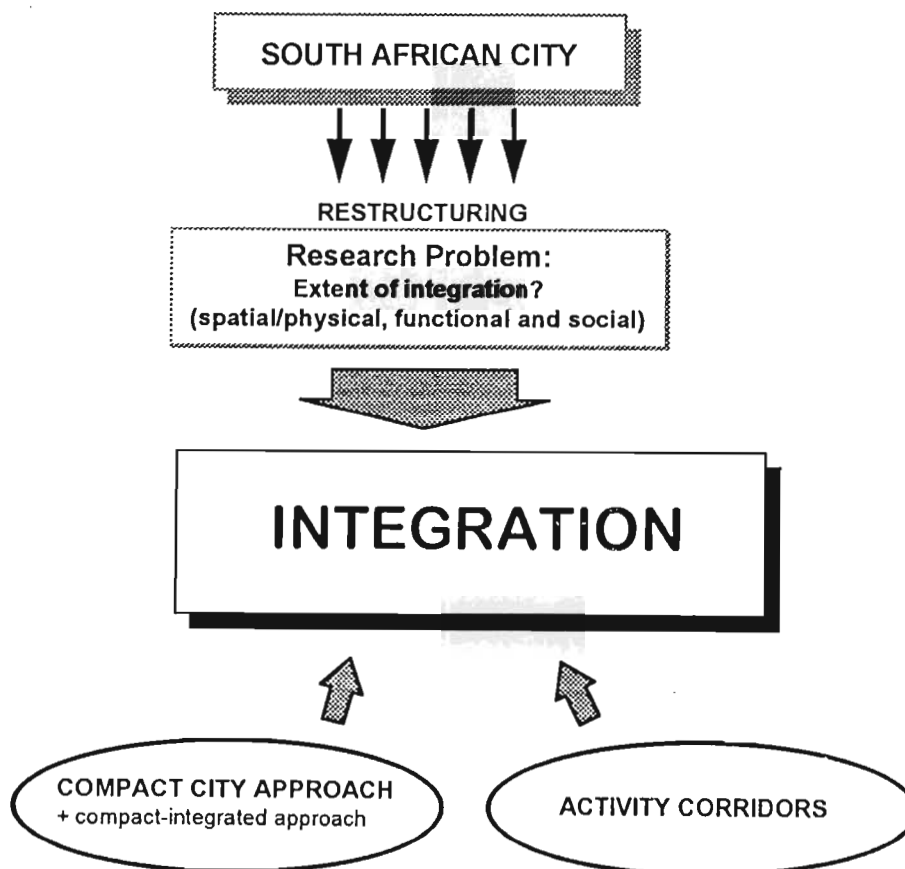 SOUTH AFRICAN CITY
RESTRUCTURING
Research Problem:
Extent of integration?
(spatial/physical, functional and social)
INTEGRATION
COMPACT CITY APPROACH
+ compact-integrated approach
ACTIVITY CORRIDORS